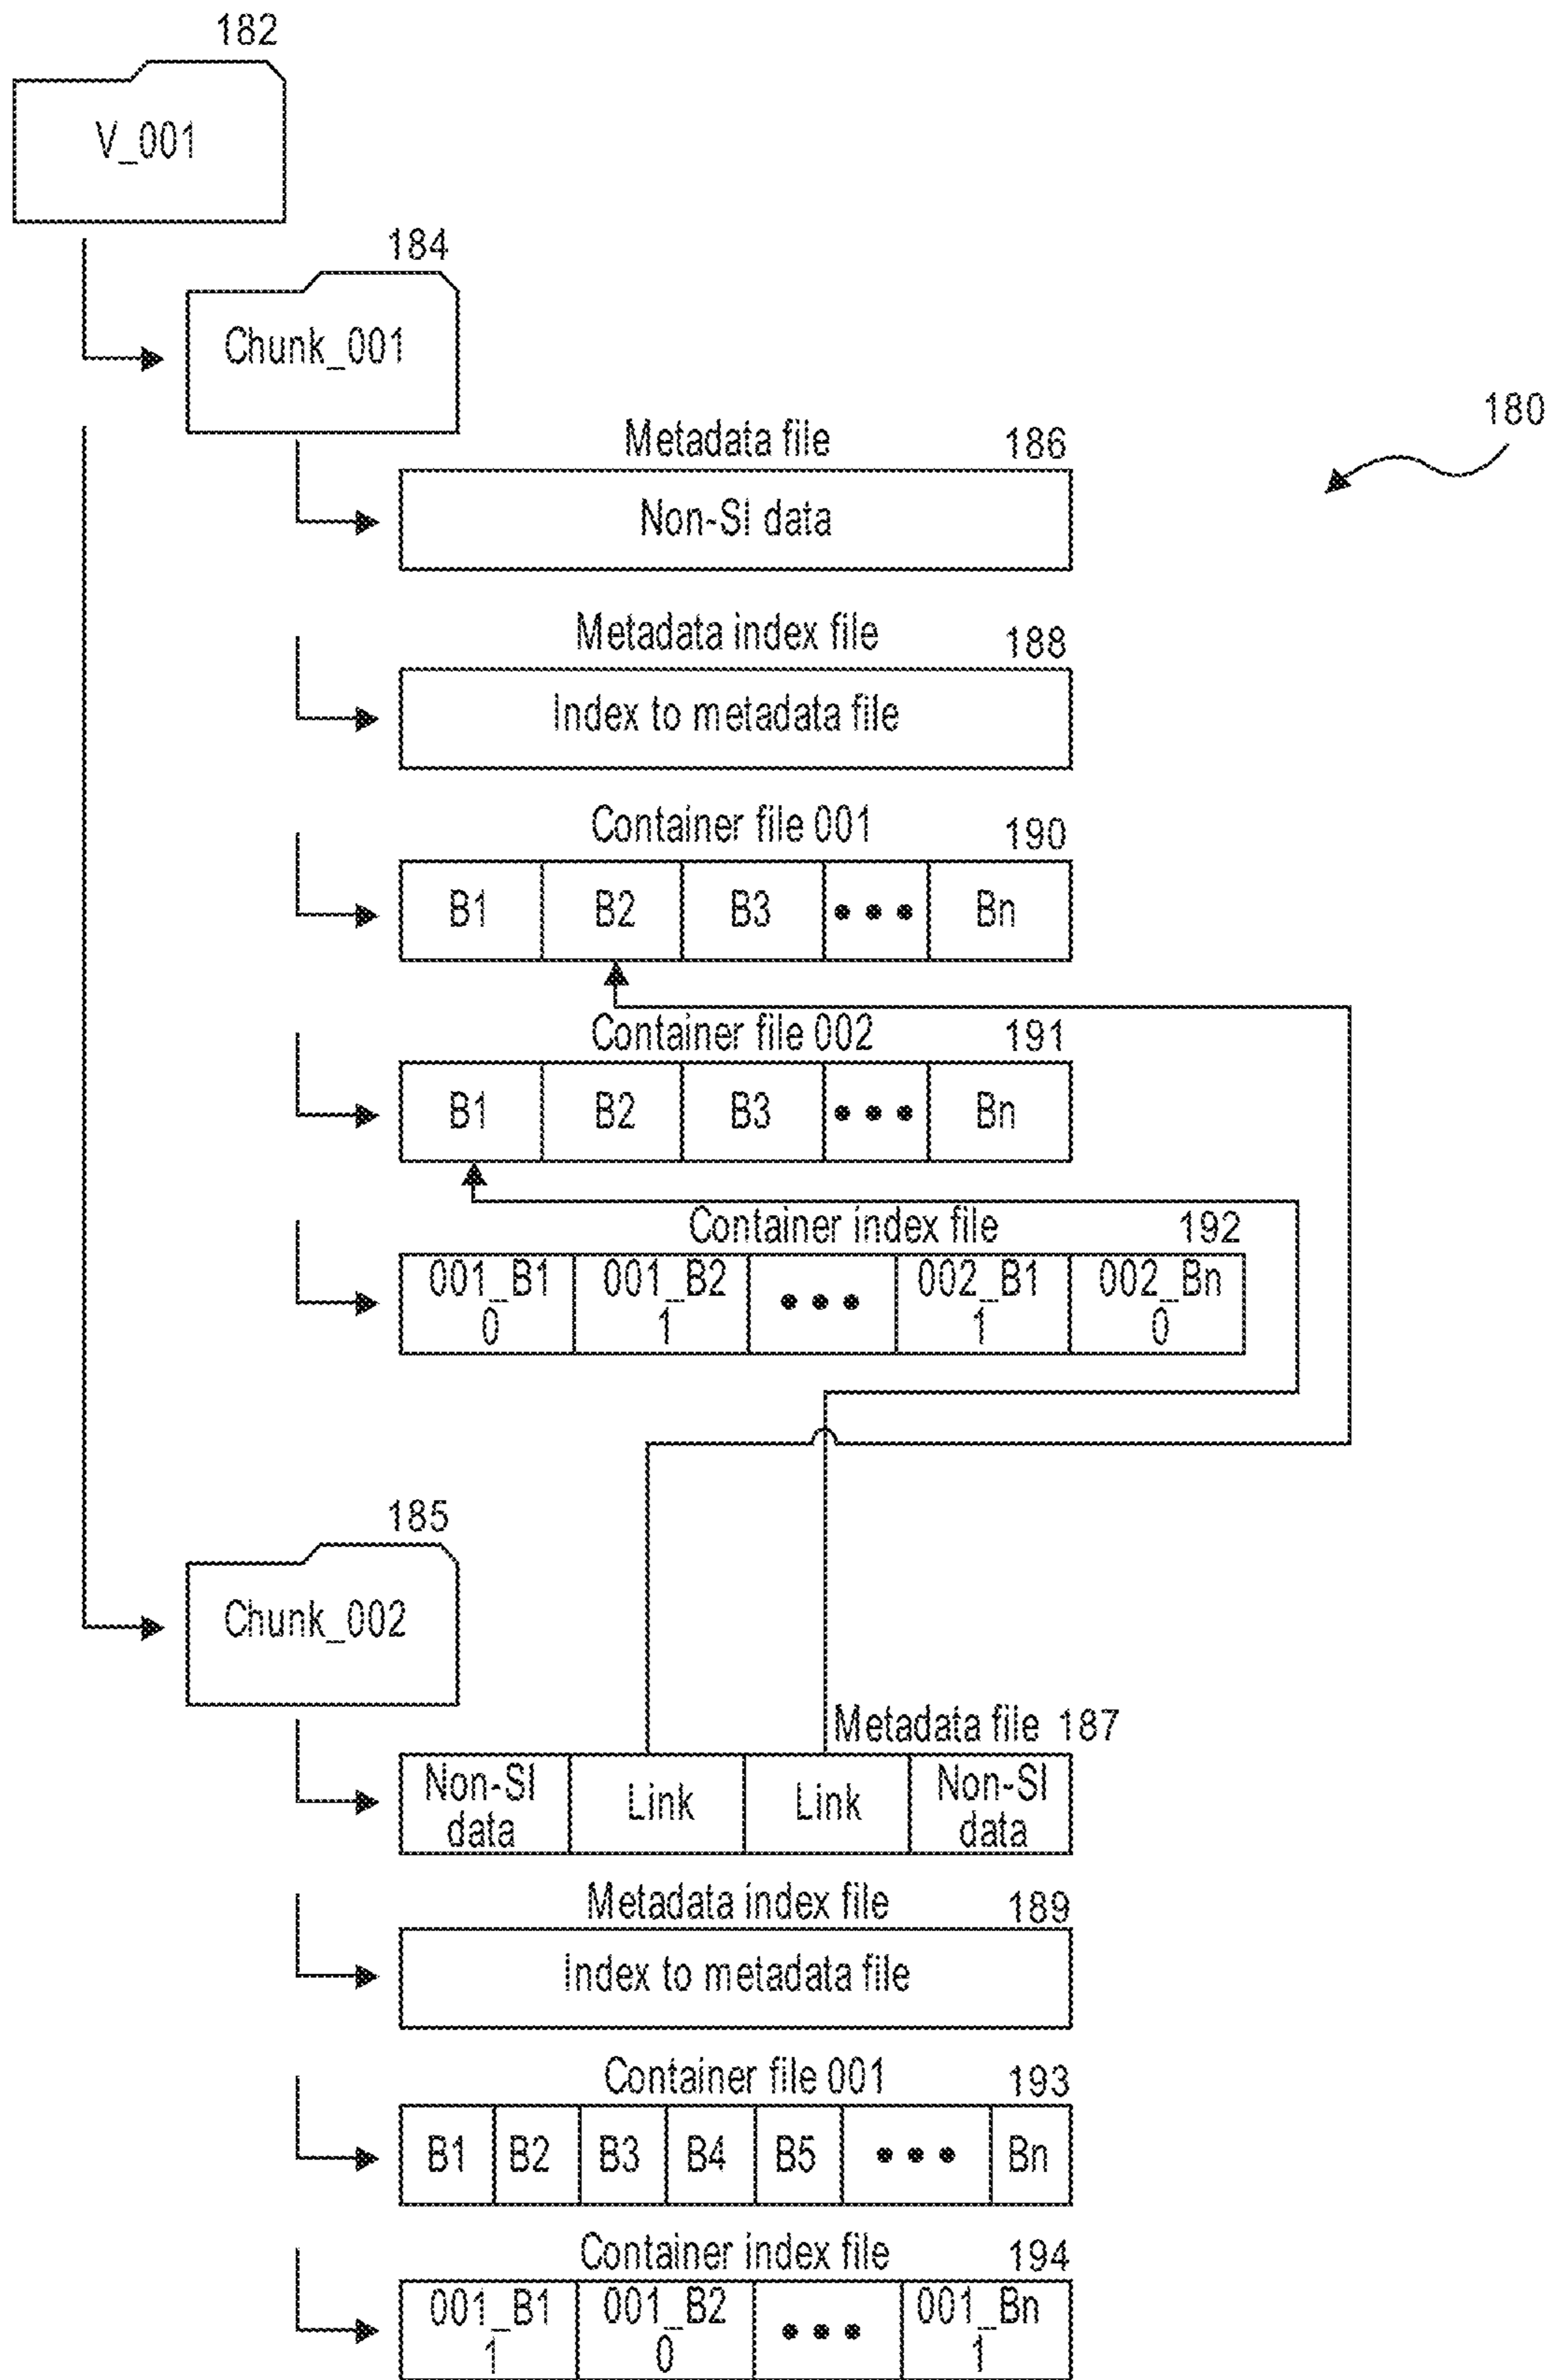 182
V_001
184
Chunk_001
180
Metadata file 186
Non-SI data
Metadata index file 188
Index to metadata file
Container file 001 190
B1 B2 B3 ••• Bn
Container file 002 191
B1 B2 B3 ••• Bn
Container index file 192
001_B1 001_B2 ••• 002_B1 002_Bn
0 1 1 0
185
Chunk_002
Metadata file 187
Non-SI Link Link Non-SI
data data
Metadata index file 189
Index to metadata file
Container file 001 193
B1 B2 B3 B4 B5 ••• Bn
Container index file 194
001_B1 001_B2 ••• 001_Bn
1 0 1